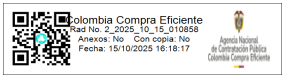 Colombia Compra Eficiente
Rad No. 2_2025_10_15_010858
Anexos: No Con copia: No
Fecha: 15/10/2025 16:18:17
Agencia Nacional
de Contratación Pública
Colombia Compra Eficiente